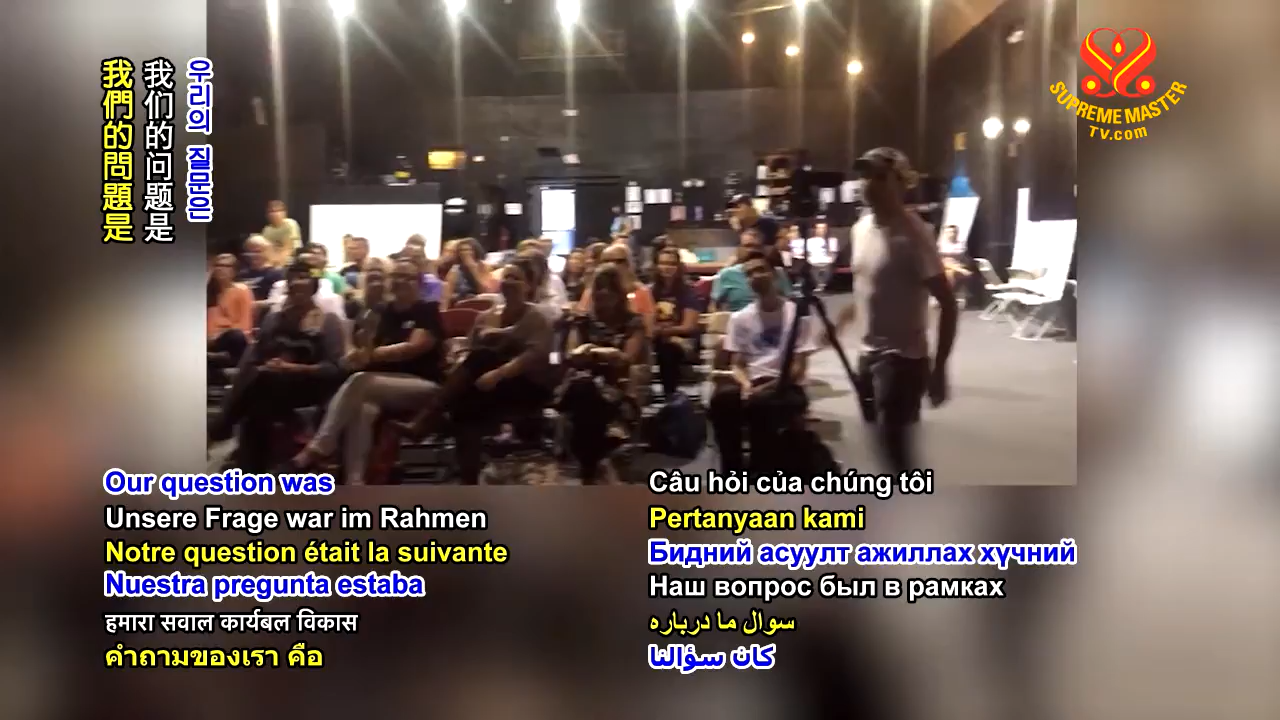 我們的問題是
我们的问题是
우리의 질문은
SUPREME MASTER
TV.com
Our question was
Unsere Frage war im Rahmen
Notre question était la suivante
Nuestra pregunta estaba
हमारा सवाल कार्यबल विकास
คำถามของเรา คือ
Câu hỏi của chúng tôi
Pertanyaan kami
Бидний асуулт ажиллах хүчний
Наш вопрос был в рамках
سوال ما درباره
كان سؤالنا